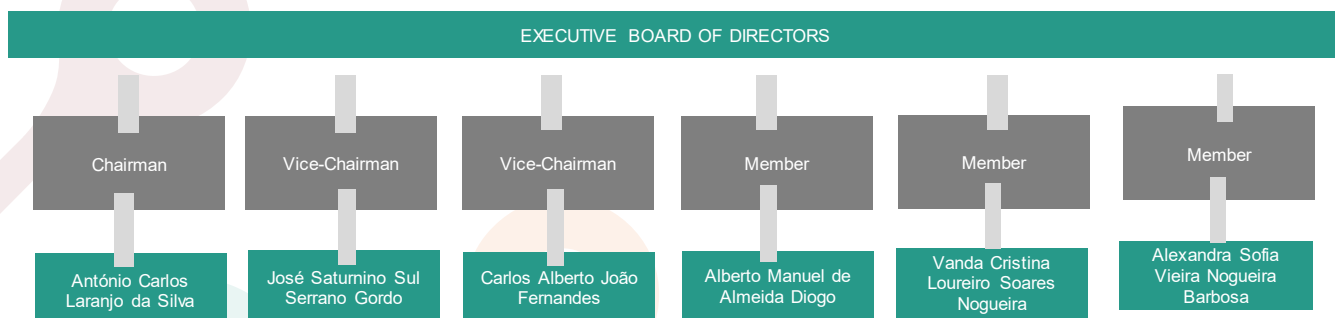 EXECUTIVE BOARD OF DIRECTORS
Chairman
Vice-Chairman
Vice-Chairman
Member
Member
Member
António Carlos
Laranjo da Silva
José Saturnino Sul
Serrano Gordo
Carlos Alberto João
Fernandes
Alberto Manuel de
Almeida Diogo
Vanda Cristina
Loureiro Soares
Nogueira
Alexandra Sofia
Vieira Nogueira
Barbosa